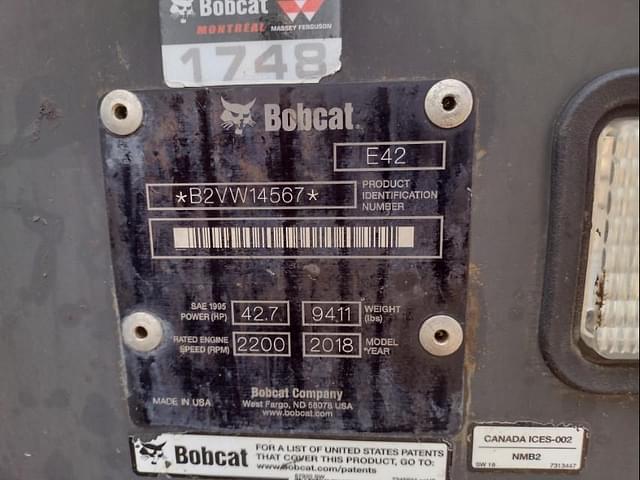 Bobcat
MONTRÉAL MASSEY FERGUSON
1748
Bobcat
E42
*B2VW14567*
PRODUCT
IDENTIFICATION
NUMBER
SAE 1995
POWER (HP)
42.7
9411
WEIGHT
(lbs)
RATED ENGINE
SPEED (RPM)
2200
2018
MODEL
YEAR
Bobcat Company
MADE IN USA
West Fargo, ND 58078 USA
www.bobcat.com
Bobcat
FOR A LIST OF UNITED STATES PATENTS
THAT COVER THIS PRODUCT, GO TO:
www.Bobcat.com/patents
CANADA ICES-002
NMB2
SW 18 7313447